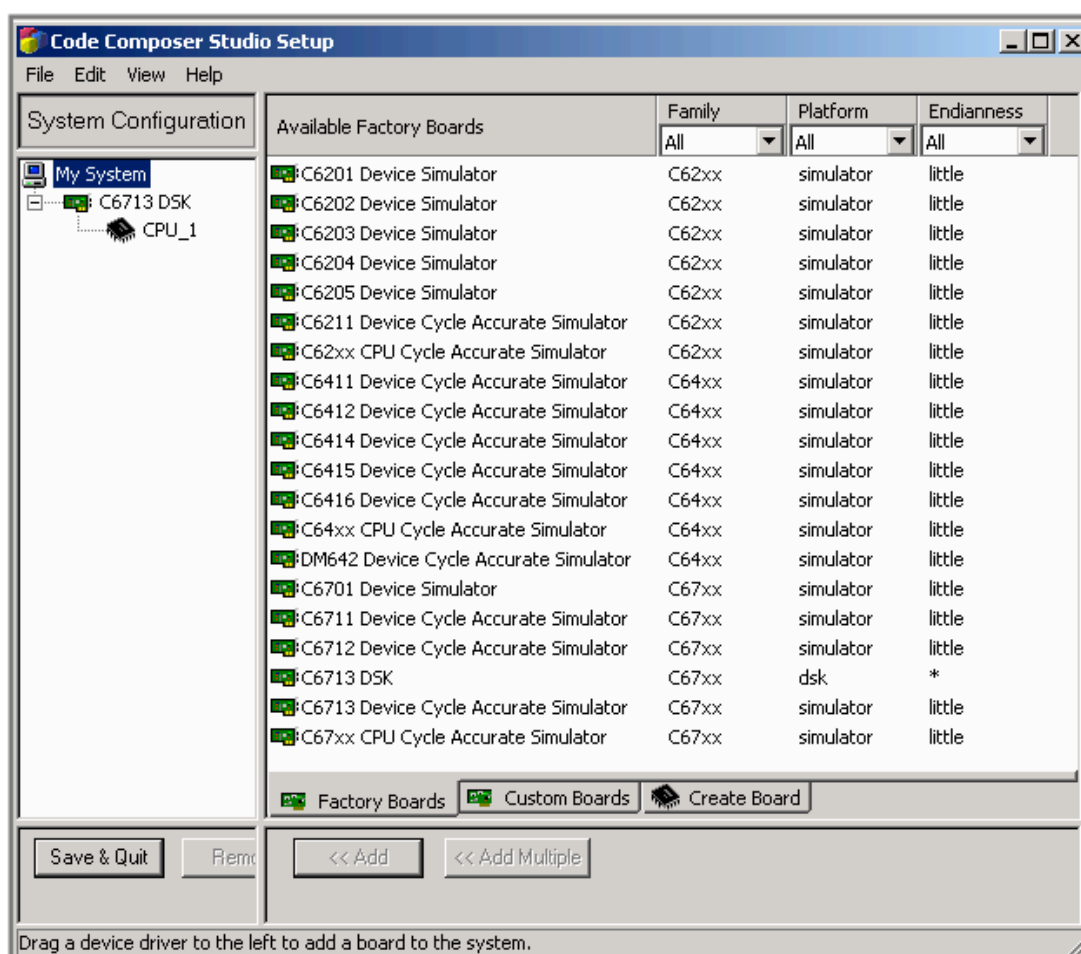 Code Composer Studio Setup
File Edit View Help
System Configuration
Available Factory Boards Family Platform Endianness
All All All
My System
C6713 DSK
CPU_1
C6201 Device Simulator C62xx simulator little
C6202 Device Simulator C62xx simulator little
C6203 Device Simulator C62xx simulator little
C6204 Device Simulator C62xx simulator little
C6205 Device Simulator C62xx simulator little
C6211 Device Cycle Accurate Simulator C62xx simulator little
C62xx CPU Cycle Accurate Simulator C62xx simulator little
C6411 Device Cycle Accurate Simulator C64xx simulator little
C6412 Device Cycle Accurate Simulator C64xx simulator little
C6414 Device Cycle Accurate Simulator C64xx simulator little
C6415 Device Cycle Accurate Simulator C64xx simulator little
C6416 Device Cycle Accurate Simulator C64xx simulator little
C64xx CPU Cycle Accurate Simulator C64xx simulator little
DM642 Device Cycle Accurate Simulator C64xx simulator little
C6701 Device Simulator C67xx simulator little
C6711 Device Cycle Accurate Simulator C67xx simulator little
C6712 Device Cycle Accurate Simulator C67xx simulator little
C6713 DSK C67xx dsk *
C6713 Device Cycle Accurate Simulator C67xx simulator little
C67xx CPU Cycle Accurate Simulator C67xx simulator little
Factory Boards Custom Boards Create Board
Save & Quit Remo << Add << Add Multiple
Drag a device driver to the left to add a board to the system.